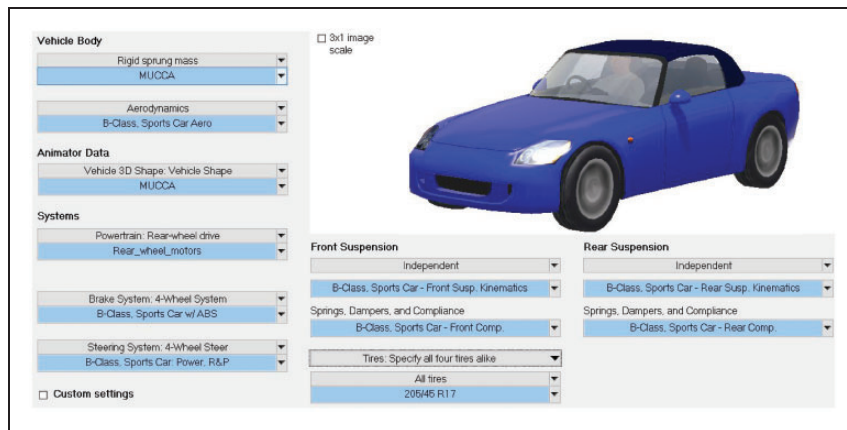 Vehicle Body
Rigid sprung mass
MUCCA
Aerodynamics
B-Class, Sports Car Aero
Animator Data
Vehicle 3D Shape: Vehicle Shape
MUCCA
Systems
Powertrain: Rear-wheel drive
Rear_wheel_motors
Brake System: 4-Wheel System
B-Class, Sports Car w/ ABS
Steering System: 4-Wheel Steer
B-Class, Sports Car: Power, R&P
Custom settings
3x1 image
scale
Front Suspension
Independent
B-Class, Sports Car - Front Susp. Kinematics
Springs, Dampers, and Compliance
B-Class, Sports Car - Front Comp.
Tires: Specify all four tires alike
All tires
205/45 R17
Rear Suspension
Independent
B-Class, Sports Car - Rear Susp. Kinematics
Springs, Dampers, and Compliance
B-Class, Sports Car - Rear Comp.